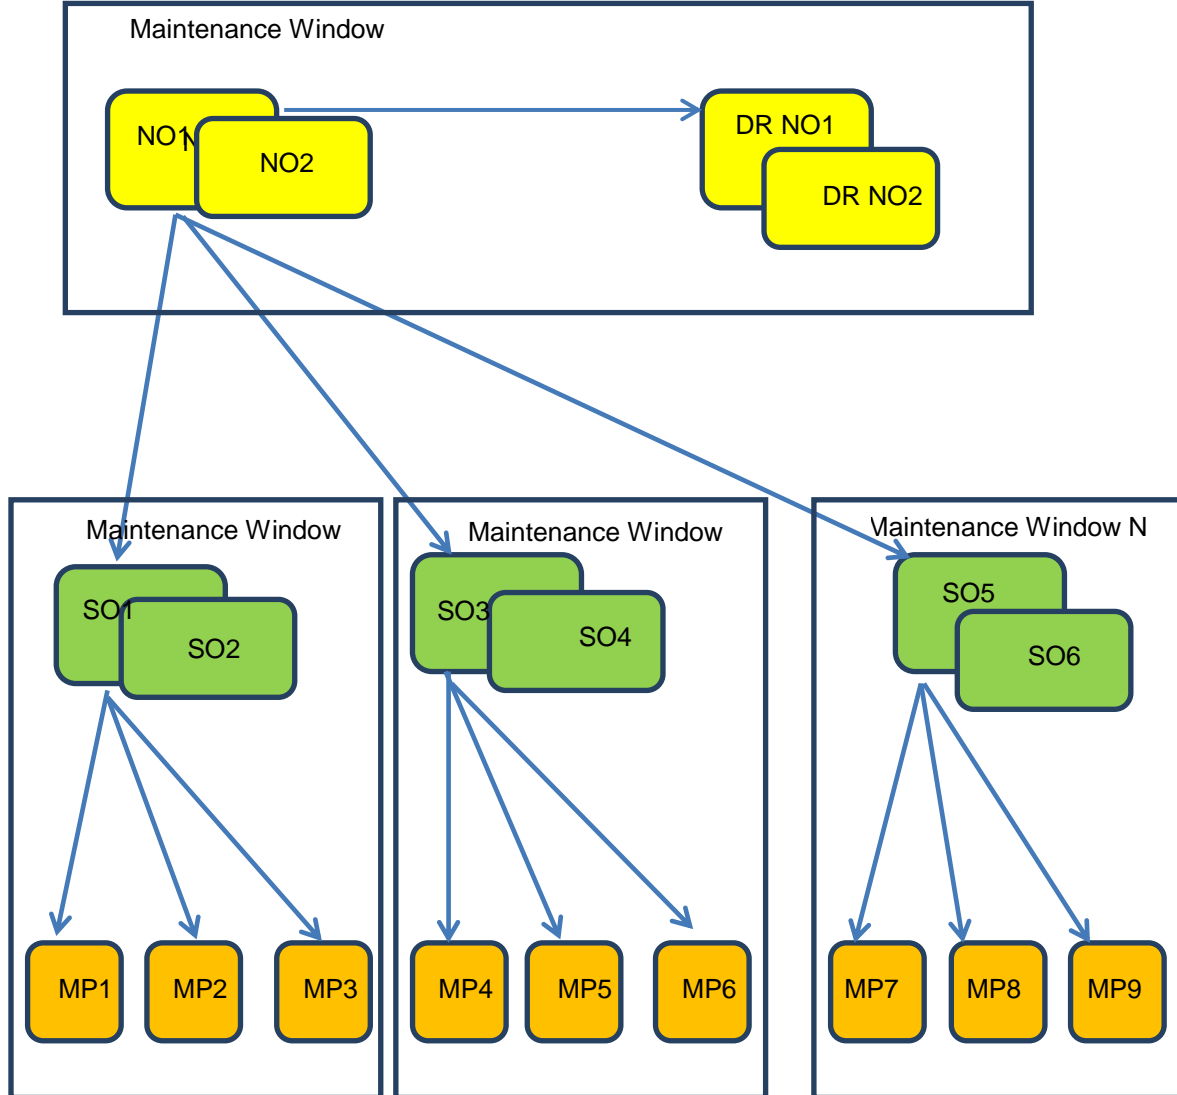 Maintenance Window
NO1
NO2
DR NO1
DR NO2
Maintenance Window
Maintenance Window
Maintenance Window N
SO1
SO2
SO3
SO4
SO5
SO6
MP1
MP2
MP3
MP4
MP5
MP6
MP7
MP8
MP9